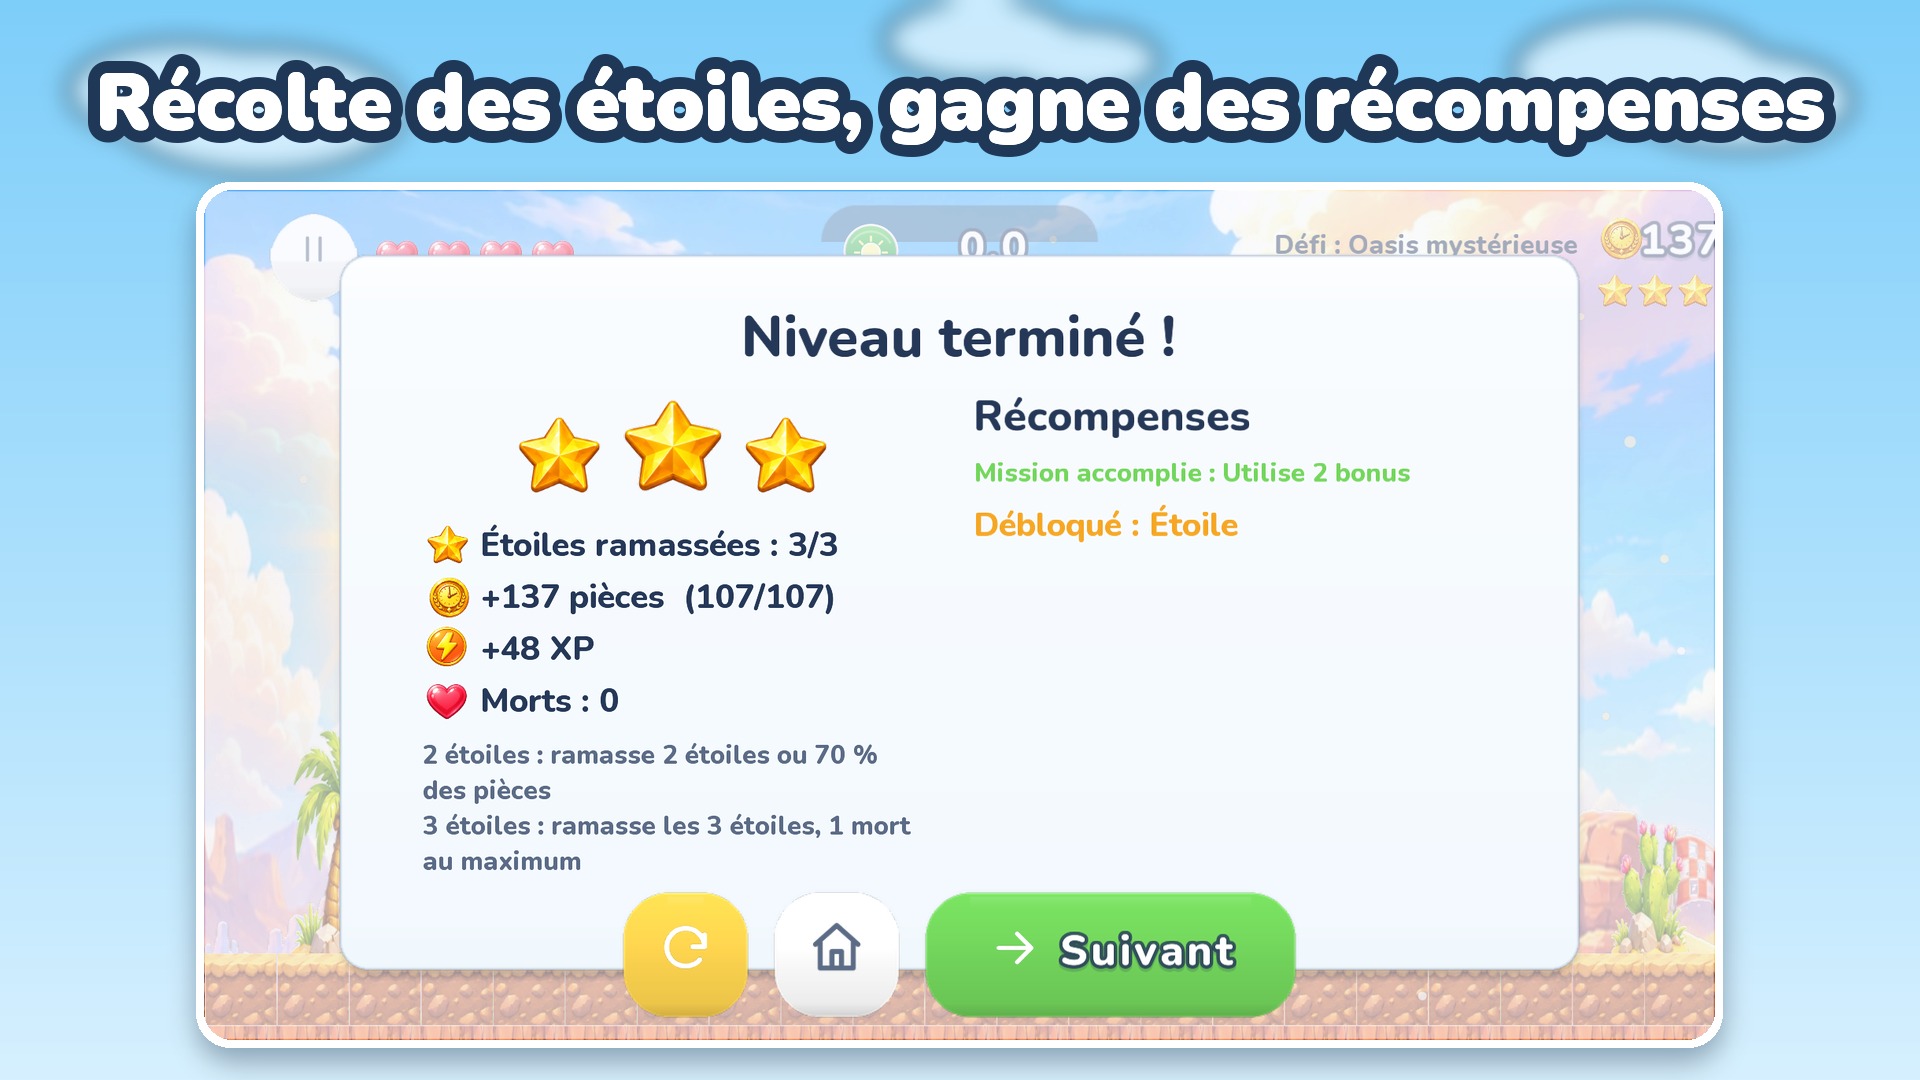 Récolte des étoiles, gagne des récompenses
0.0
Défi : Oasis mystérieuse
137
Niveau terminé !
Étoiles ramassées : 3/3
+137 pièces (107/107)
+48 XP
Morts : 0
2 étoiles : ramasse 2 étoiles ou 70 %
des pièces
3 étoiles : ramasse les 3 étoiles, 1 mort
au maximum
Récompenses
Mission accomplie : Utilise 2 bonus
Débloqué : Étoile
Suivant